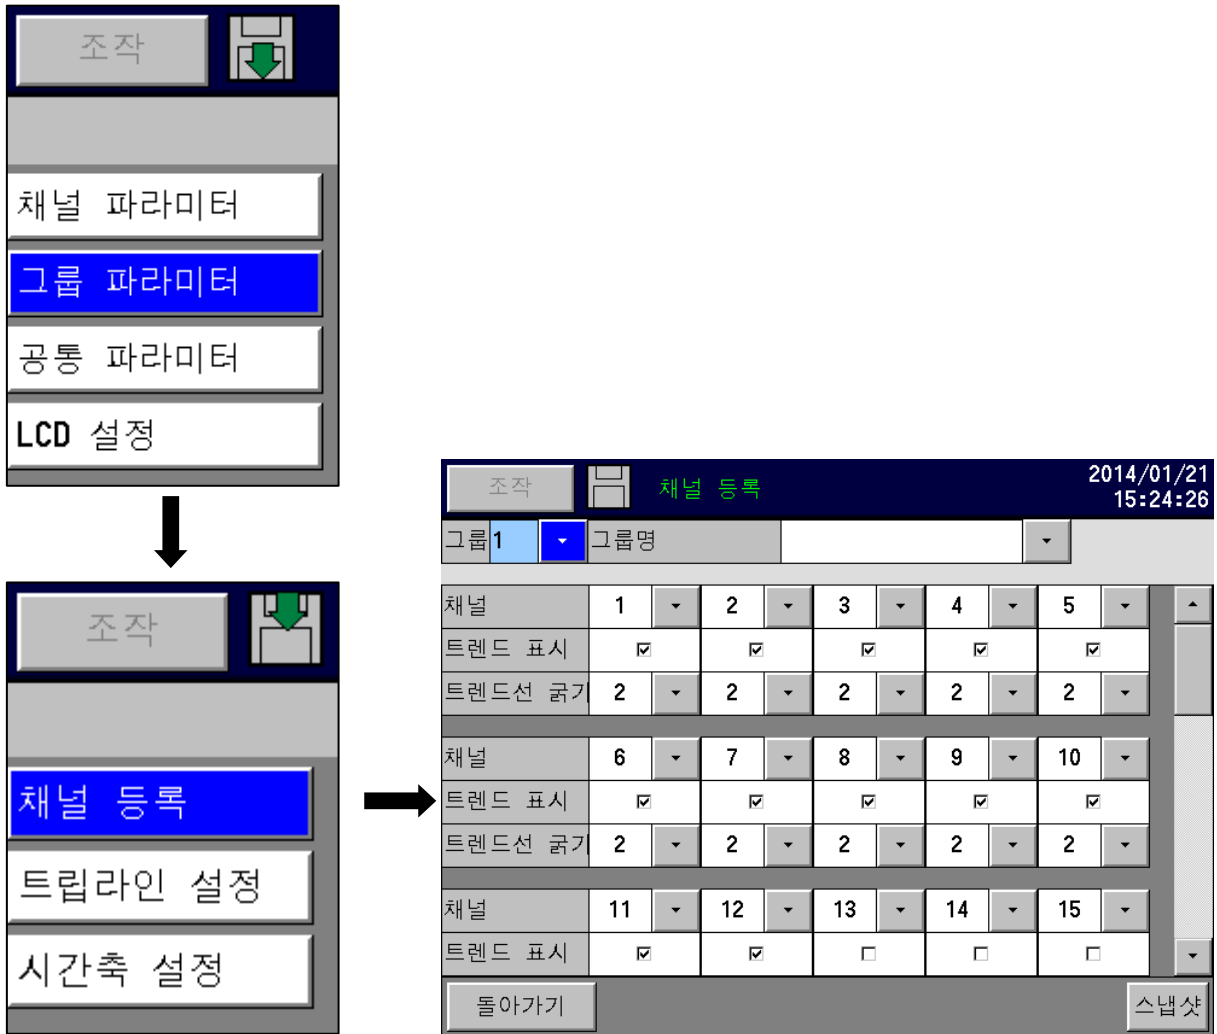 조작
채널 파라미터
그룹 파라미터
공통 파라미터
LCD 설정
조작
채널 등록
트립라인 설정
시간축 설정
조작 채널 등록 2014/01/21
15:24:26
그룹 1 그룹명
채널 1 2 3 4 5
트렌드 표시
트렌드선 굵기 2 2 2 2 2
채널 6 7 8 9 10
트렌드 표시
트렌드선 굵기 2 2 2 2 2
채널 11 12 13 14 15
트렌드 표시
돌아가기 스냅샷